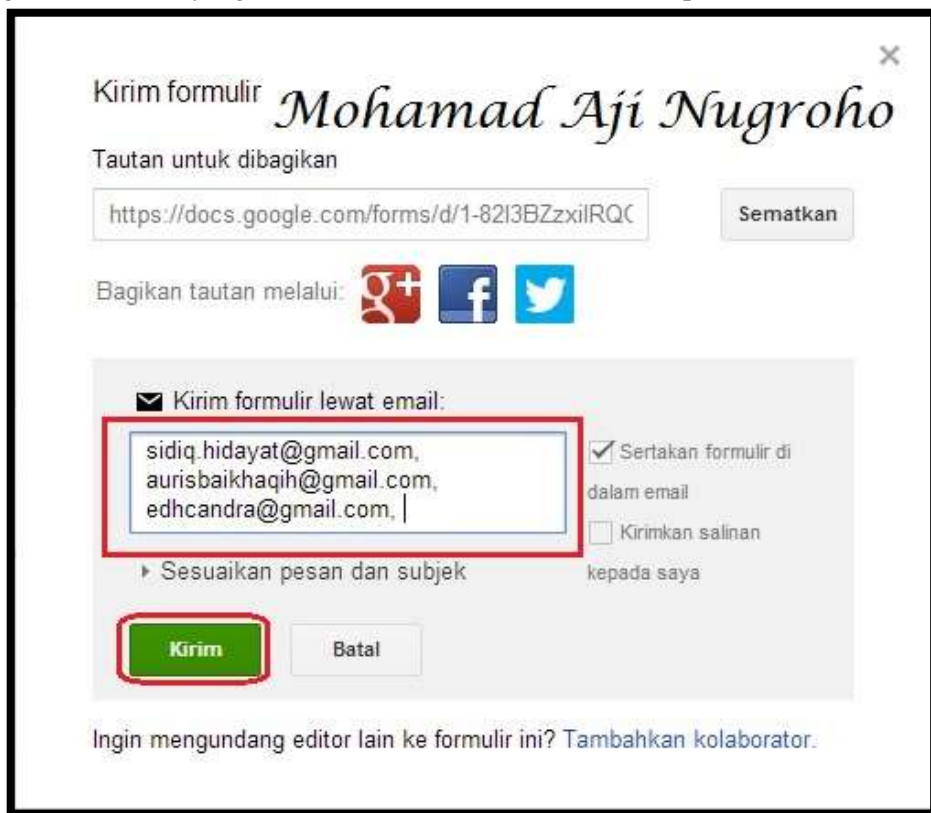 ×
Kirim formulir
Mohamad Aji Nugroho
Tautan untuk dibagikan
https://docs.google.com/forms/d/1-82I3BZzxiIRQ
Sematkan
Bagikan tautan melalui: g+ f
Kirim formulir lewat email:
sidiq.hidayat@gmail.com,
aurisbaikhaqih@gmail.com,
edhcandra@gmail.com,
Sertakan formulir di
dalam email
Kirimkan salinan
kepada saya
Sesuaikan pesan dan subjek
Kirim
Batal
Ingin mengundang editor lain ke formulir ini? Tambahkan kolaborator.